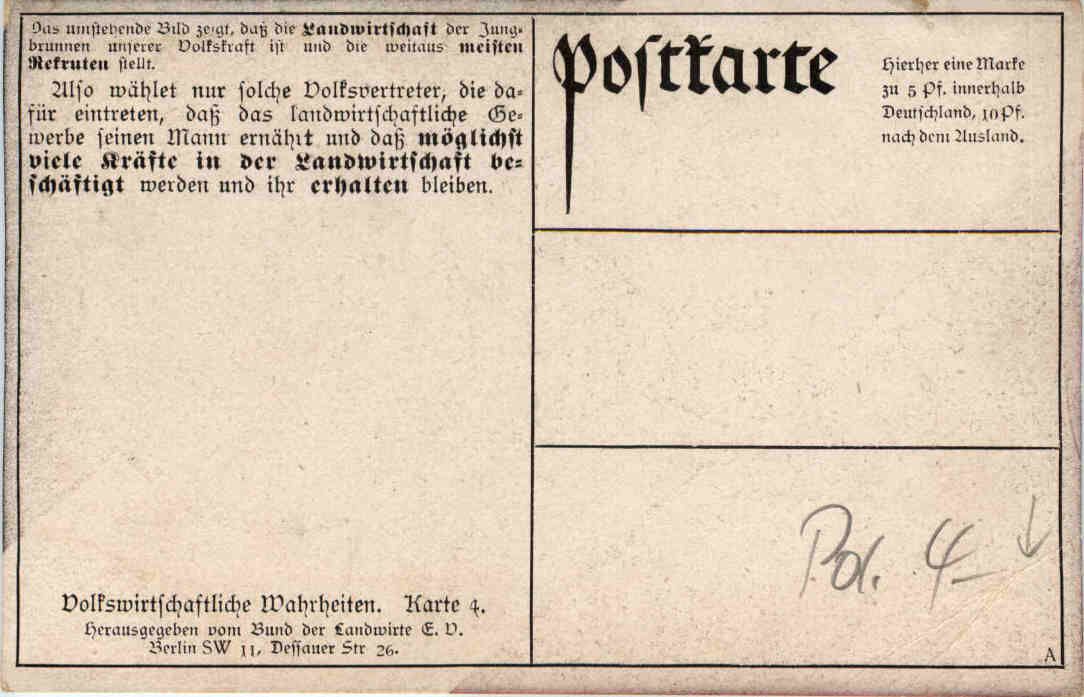 Das umstehende Bild zeigt, daß die Landwirtschaft der Jung-
brunnen unserer Volkskraft ist und die weitaus meisten
Rekruten stellt.
Also wählet nur solche Volksvertreter, die da-
für eintreten, daß das landwirtschaftliche Ge-
werbe seinen Mann ernährt und daß möglichst
viele Kräfte in der Landwirtschaft be-
schäftigt werden und ihr erhalten bleiben.
Volkswirtschaftliche Wahrheiten. Karte 4.
Herausgegeben vom Bund der Landwirte E. V.
Berlin SW 11, Dessauer Str 26.
Postkarte
Hierher eine Marke
zu 5 Pf. innerhalb
Deutschland, 10 Pf.
nach dem Ausland.
Pol. 4-
A